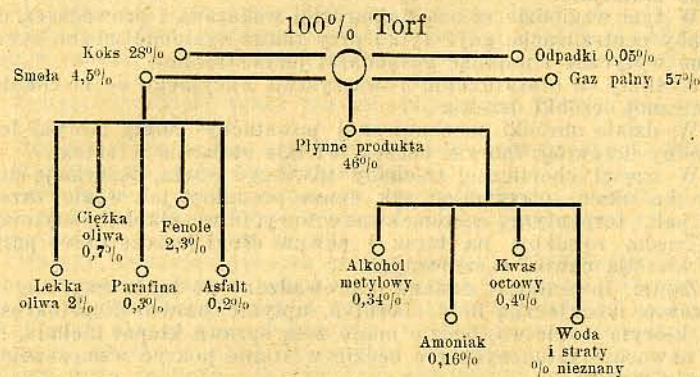 100% Torf
Koks 28%
Odpadki 0,05%
Smoła 4,5%
Gaz palny 57%
Płynne produkta
46%
Ciężka
oliwa
0,7%
Fenole
2,3%
Lekka
oliwa 2%
Parafina
0,3%
Asfalt
0,2%
Alkohol
metylowy
0,34%
Kwas
octowy
0,4%
Amoniak
0,16%
Woda
i straty
% nieznany